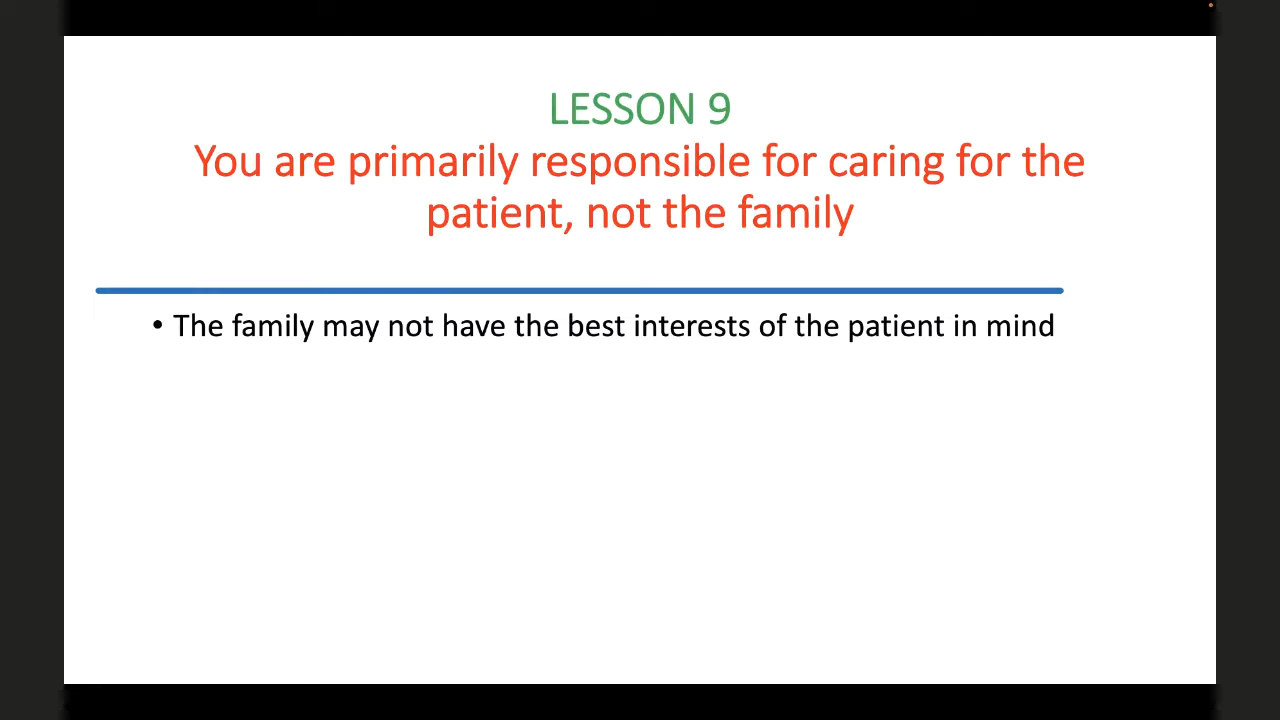 LESSON 9
You are primarily responsible for caring for the
patient, not the family
• The family may not have the best interests of the patient in mind